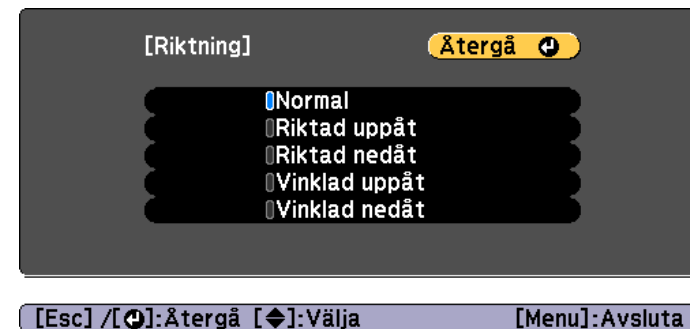 [Riktning] Återgå
Normal
Riktad uppåt
Riktad nedåt
Vinklad uppåt
Vinklad nedåt
[Esc] /[⏎]:Återgå [◆]:Välja [Menu]:Avsluta